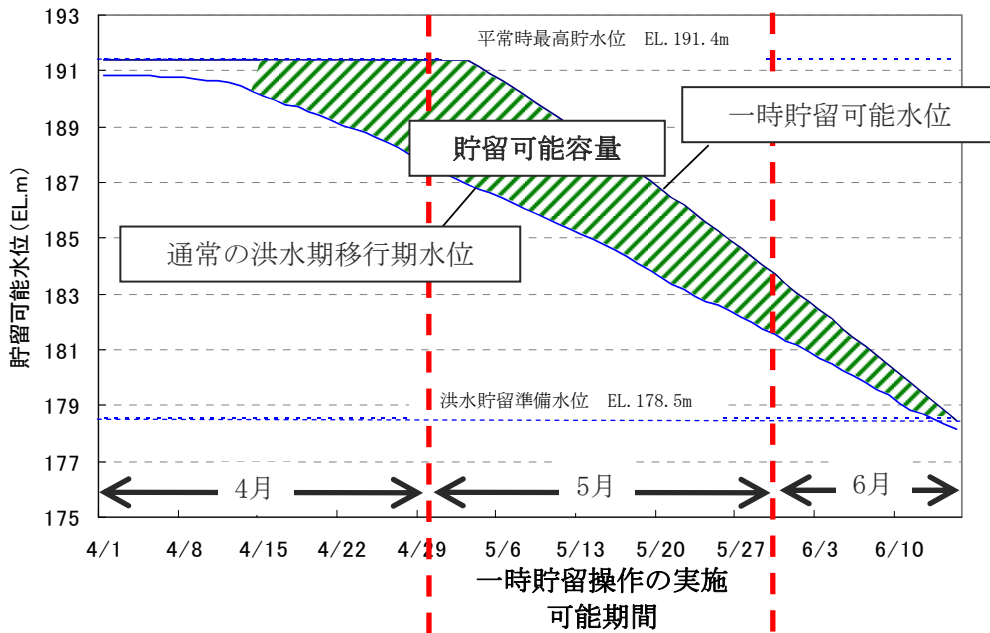 193
191
189
187
185
183
181
179
177
175
貯留可能水位(EL.m)
平常時最高貯水位 EL.191.4m
一時貯留可能水位
貯留可能容量
通常の洪水期移行期水位
洪水貯留準備水位 EL.178.5m
4月
5月
6月
4/1 4/8 4/15 4/22 4/29 5/6 5/13 5/20 5/27 6/3 6/10
一時貯留操作の実施
可能期間